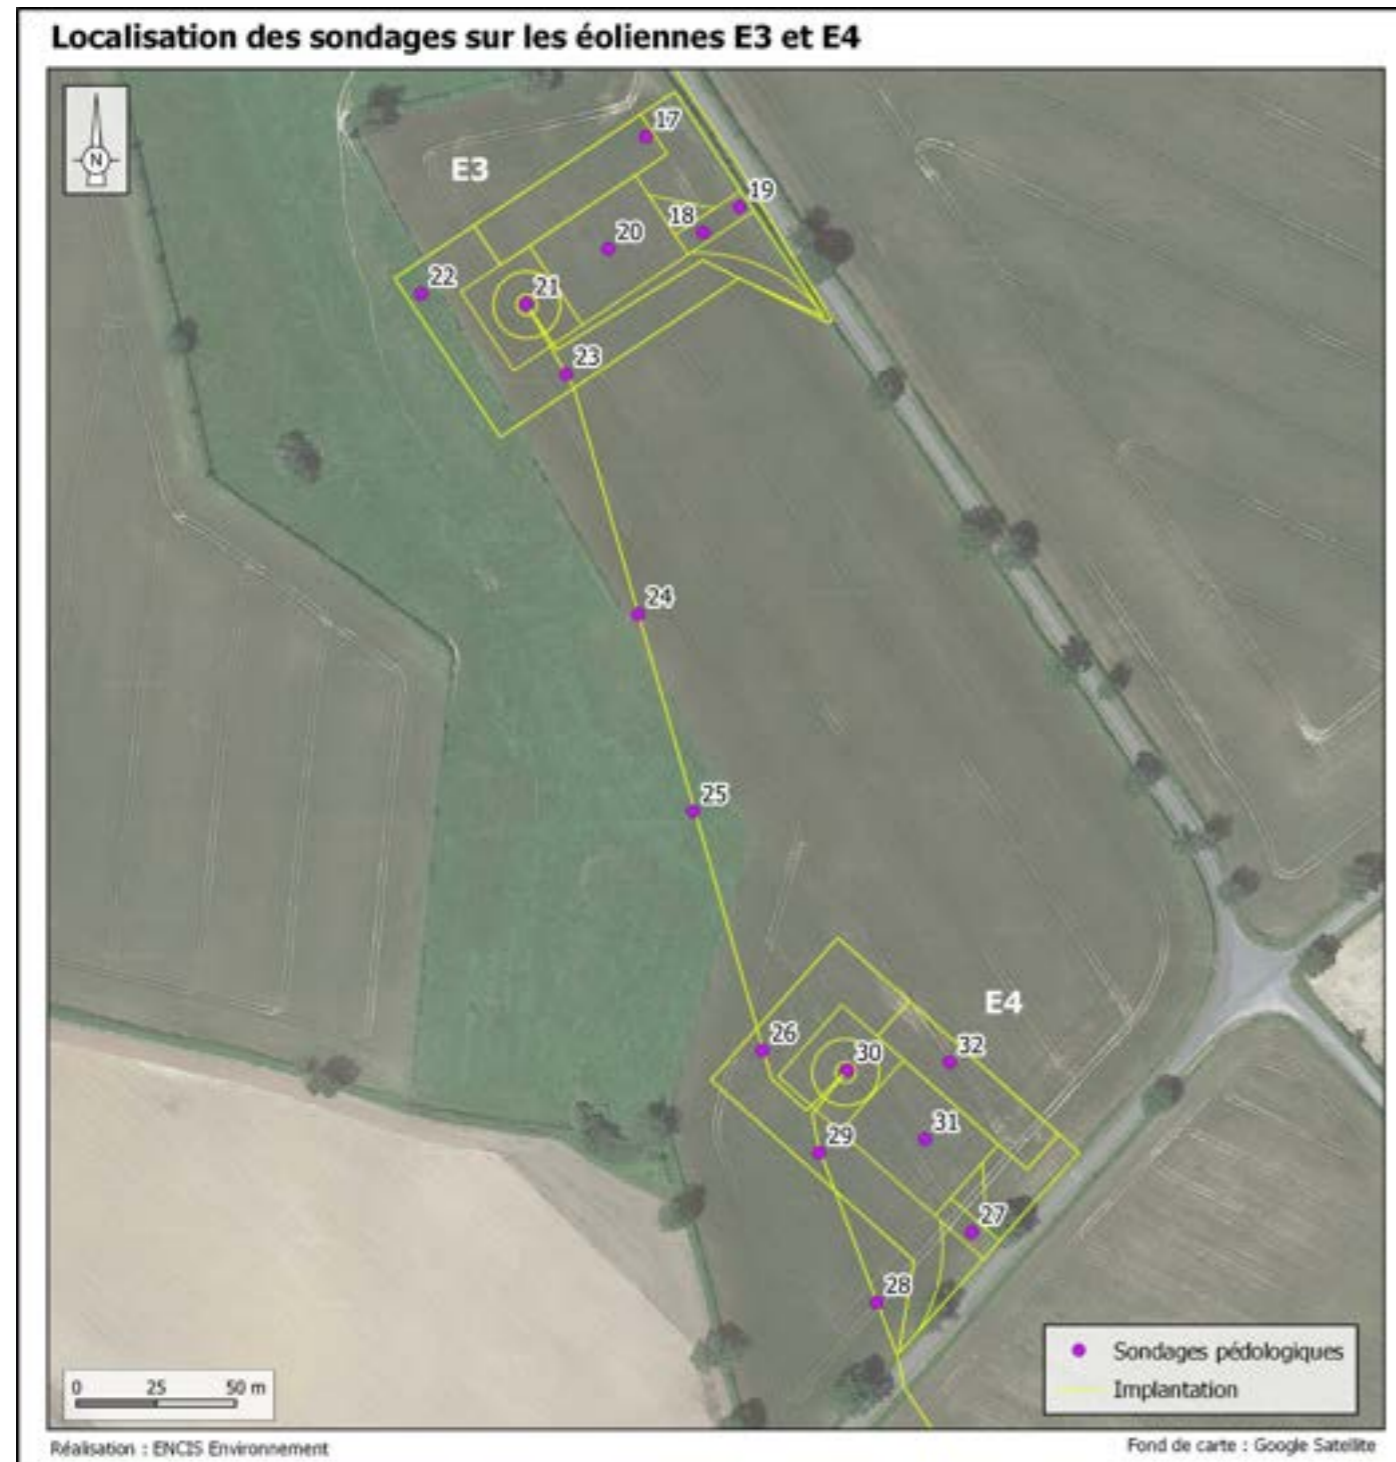 Localisation des sondages sur les éoliennes E3 et E4
N
17
E3
19
18
20
22
21
23
24
25
E4
26
30
32
31
29
27
28
Sondages pédologiques
Implantation
0 25 50 m
Réalisation : ENCIS Environnement
Fond de carte : Google Satellite